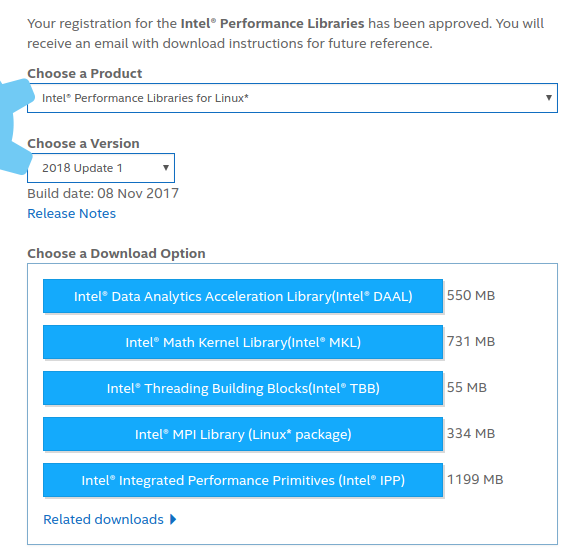 Your registration for the Intel® Performance Libraries has been approved. You will
receive an email with download instructions for future reference.
Choose a Product
Intel® Performance Libraries for Linux*
Choose a Version
2018 Update 1
Build date: 08 Nov 2017
Release Notes
Choose a Download Option
Intel® Data Analytics Acceleration Library(Intel® DAAL) 550 MB
Intel® Math Kernel Library(Intel® MKL) 731 MB
Intel® Threading Building Blocks(Intel® TBB) 55 MB
Intel® MPI Library (Linux* package) 334 MB
Intel® Integrated Performance Primitives (Intel® IPP) 1199 MB
Related downloads